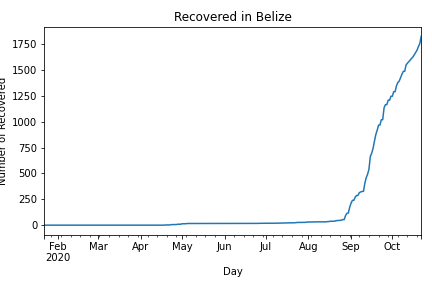 Recovered in Belize
Number of Recovered
1750
1500
1250
1000
750
500
250
0
Feb Mar Apr May Jun Jul Aug Sep Oct
2020
Day